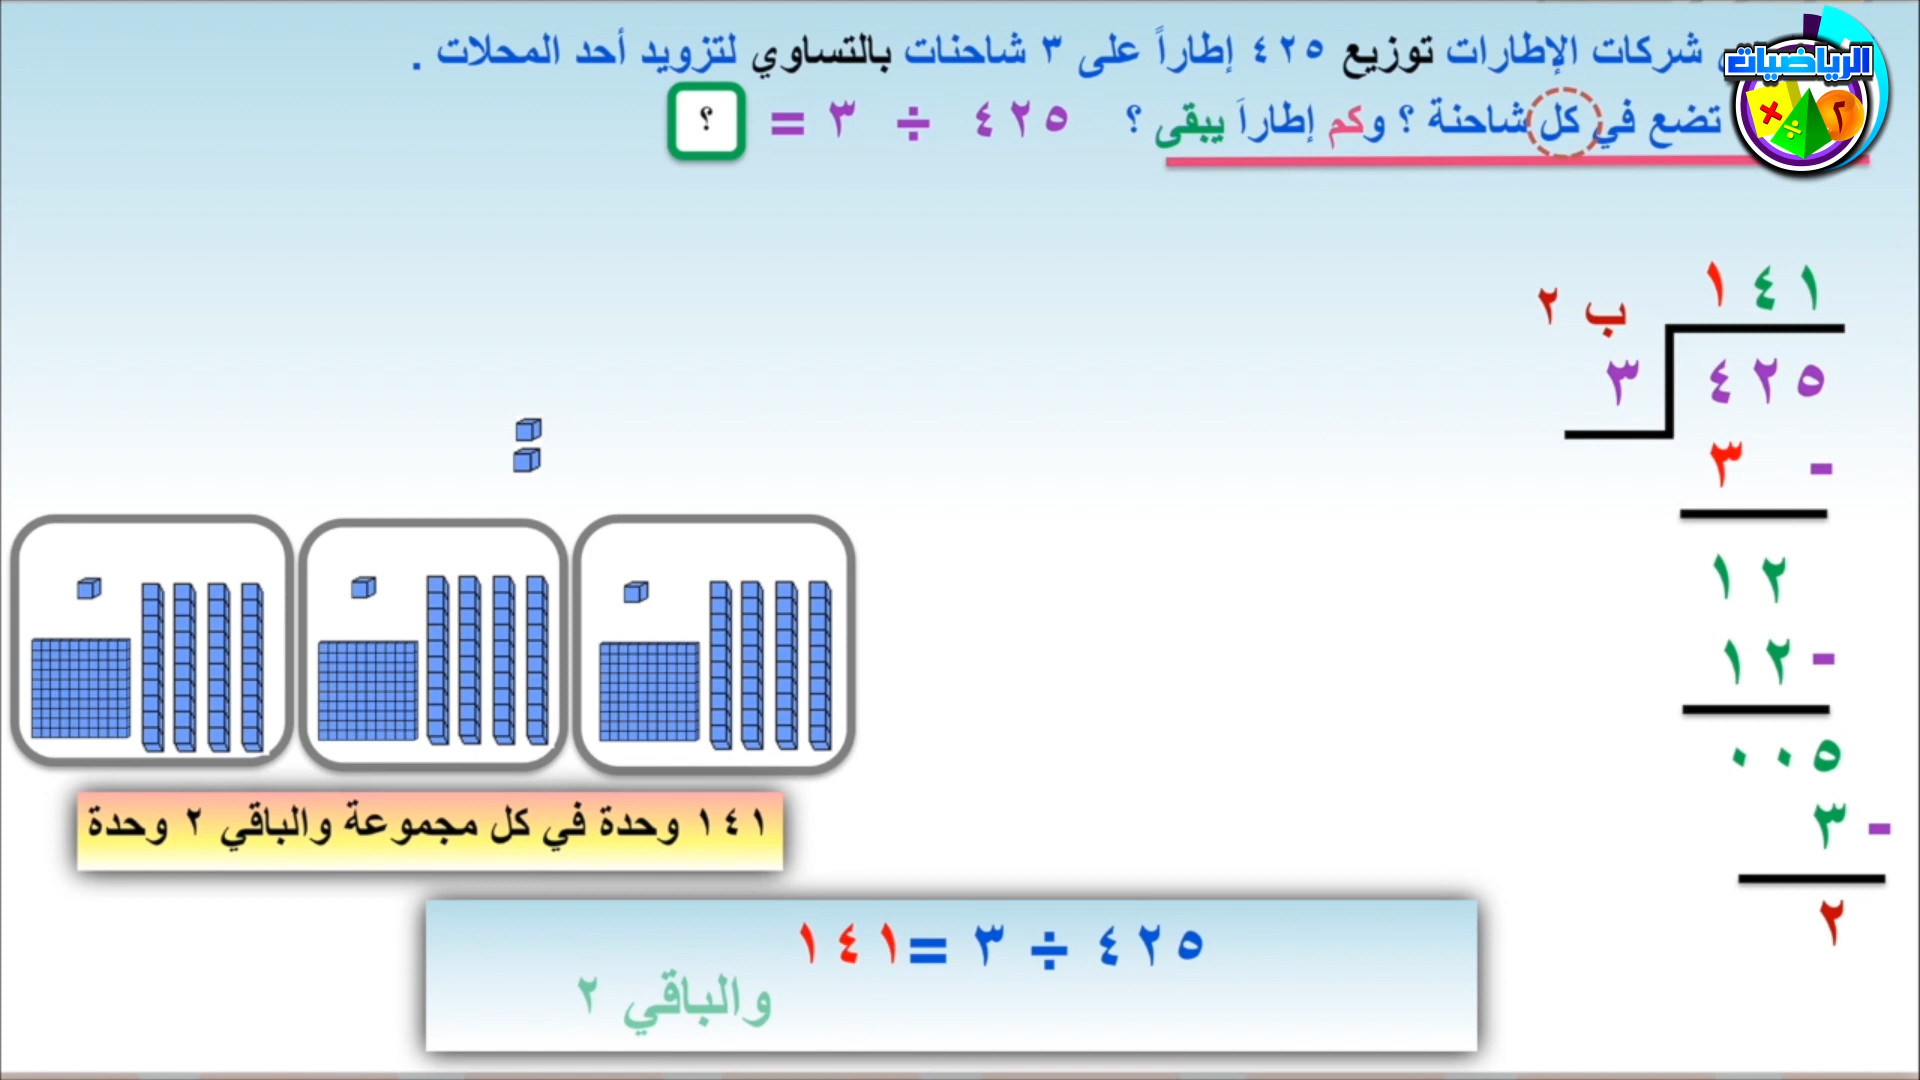 شركات الإطارات توزيع ٤٢٥ إطاراً على ٣ شاحنات بالتساوي لتزويد أحد المحلات .
تضع في كل شاحنة ؟ وكم إطاراَ يبقى ؟ ٤٢٥ ÷ ٣ = ؟
الرياضيات
٢
١٤١
ب ٢
٤٢٥
٣
٣ -
١٢
١٢ -
٠٠٥
٣ -
٢
١٤١ وحدة في كل مجموعة والباقي ٢ وحدة
٤٢٥ ÷ ٣ = ١٤١
والباقي ٢